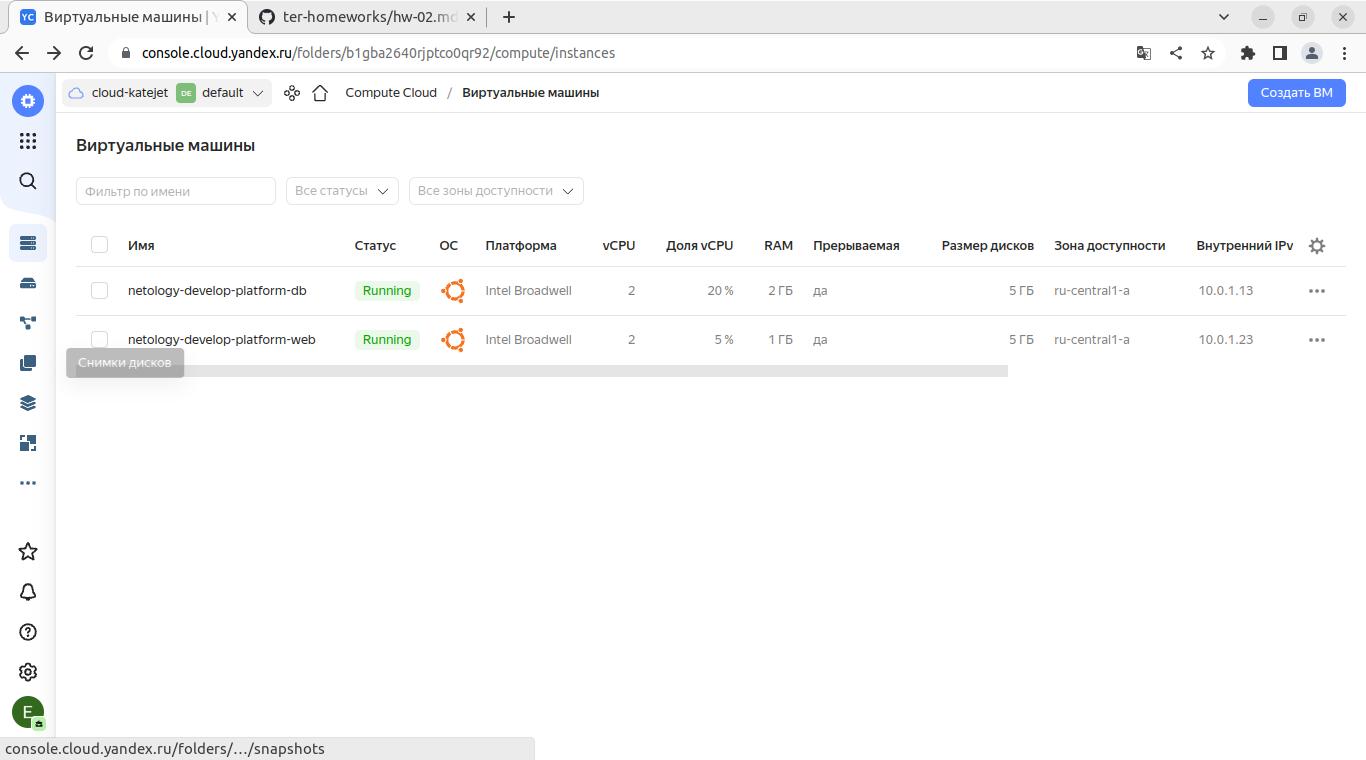 YC Виртуальные машины | Y
ter-homeworks/hw-02.md
console.cloud.yandex.ru/folders/b1gba2640rjptco0qr92/compute/instances
cloud-katejet DE default Compute Cloud / Виртуальные машины Создать ВМ
Виртуальные машины
Фильтр по имени Все статусы Все зоны доступности
Имя Статус ОС Платформа vCPU Доля vCPU RAM Прерываемая Размер дисков Зона доступности Внутренний IPv
netology-develop-platform-db Running Intel Broadwell 2 20 % 2 ГБ да 5 ГБ ru-central1-a 10.0.1.13
netology-develop-platform-web Running Intel Broadwell 2 5 % 1 ГБ да 5 ГБ ru-central1-a 10.0.1.23
Снимки дисков
E
console.cloud.yandex.ru/folders/…/snapshots